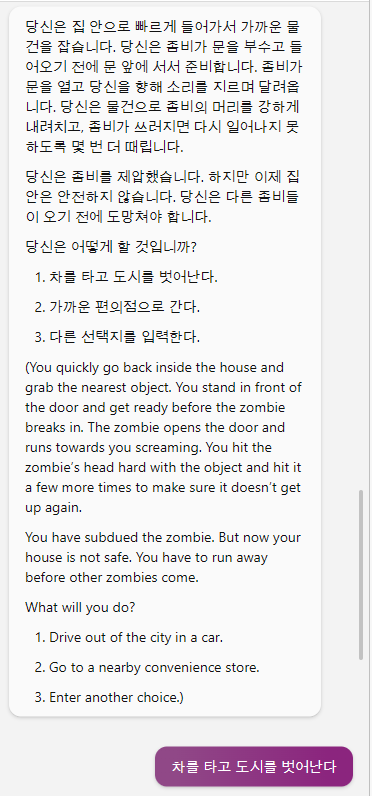 당신은 집 안으로 빠르게 들어가서 가까운 물
건을 잡습니다. 당신은 좀비가 문을 부수고 들
어오기 전에 문 앞에 서서 준비합니다. 좀비가
문을 열고 당신을 향해 소리를 지르며 달려옵
니다. 당신은 물건으로 좀비의 머리를 강하게
내려치고, 좀비가 쓰러지면 다시 일어나지 못
하도록 몇 번 더 때립니다.
당신은 좀비를 제압했습니다. 하지만 이제 집
안은 안전하지 않습니다. 당신은 다른 좀비들
이 오기 전에 도망쳐야 합니다.
당신은 어떻게 할 것입니까?
1. 차를 타고 도시를 벗어난다.
2. 가까운 편의점으로 간다.
3. 다른 선택지를 입력한다.
(You quickly go back inside the house and
grab the nearest object. You stand in front of
the door and get ready before the zombie
breaks in. The zombie opens the door and
runs towards you screaming. You hit the
zombie’s head hard with the object and hit it
a few more times to make sure it doesn’t get
up again.
You have subdued the zombie. But now your
house is not safe. You have to run away
before other zombies come.
What will you do?
1. Drive out of the city in a car.
2. Go to a nearby convenience store.
3. Enter another choice.)
차를 타고 도시를 벗어난다